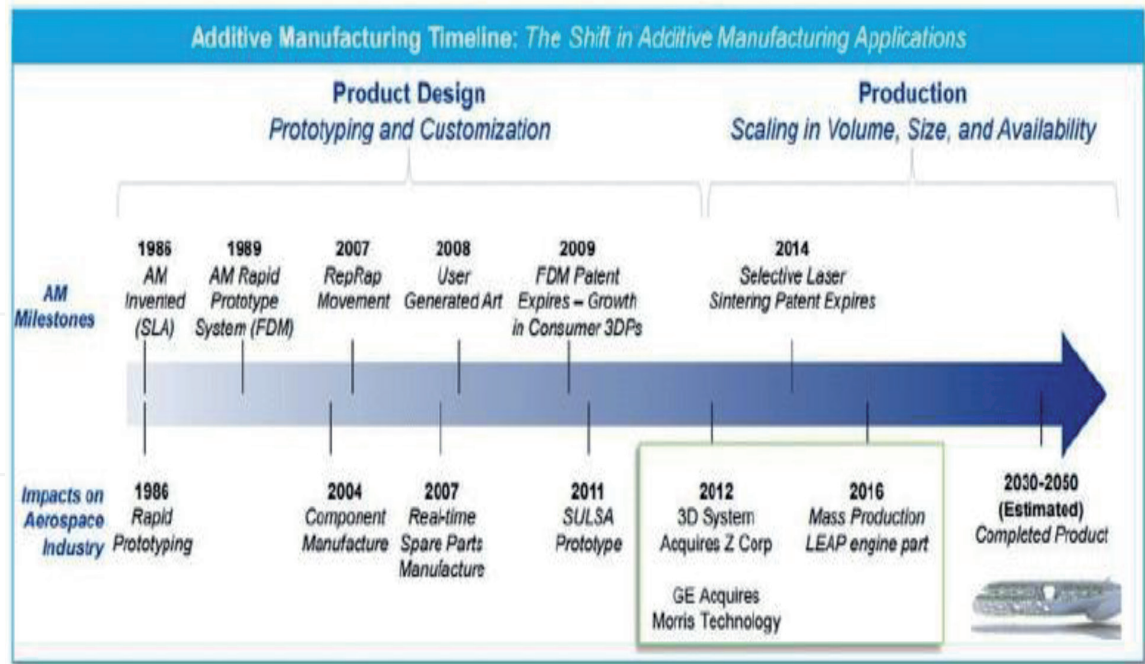 Additive Manufacturing Timeline: The Shift in Additive Manufacturing Applications
Product Design
Prototyping and Customization
Production
Scaling in Volume, Size, and Availability
AM
Milestones
1986
AM
Invented
(SLA)
1989
AM Rapid
Prototype
System (FDM)
2007
RepRap
Movement
2008
User
Generated Art
2009
FDM Patent
Expires – Growth
in Consumer 3DPs
2014
Selective Laser
Sintering Patent Expires
Impacts on
Aerospace
Industry
1986
Rapid
Prototyping
2004
Component
Manufacture
2007
Real-time
Spare Parts
Manufacture
2011
SULSA
Prototype
2012
3D System
Acquires Z Corp
GE Acquires
Morris Technology
2016
Mass Production
LEAP engine part
2030-2050
(Estimated)
Completed Product